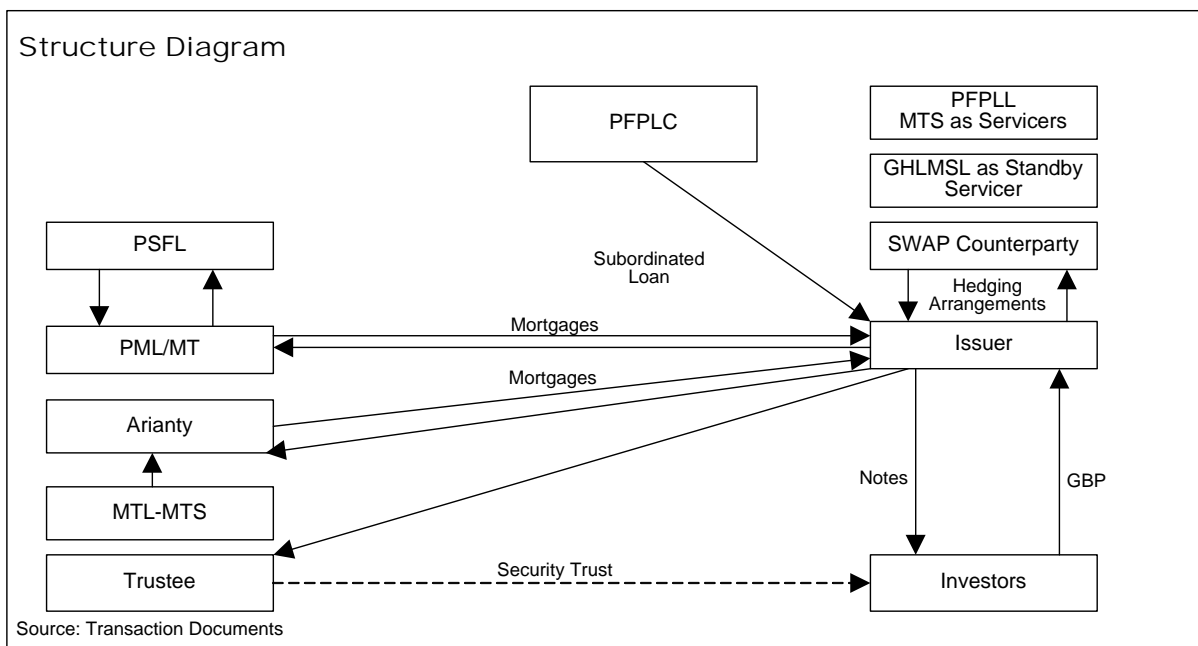 Structure Diagram
PFPLC
PFPLL
MTS as Servicers
GHLMSL as Standby
Servicer
PSFL
SWAP Counterparty
Subordinated
Loan
Hedging
Arrangements
PML/MT
Mortgages
Issuer
Mortgages
Arianty
MTL-MTS
Notes
GBP
Trustee
Security Trust
Investors
Source: Transaction Documents